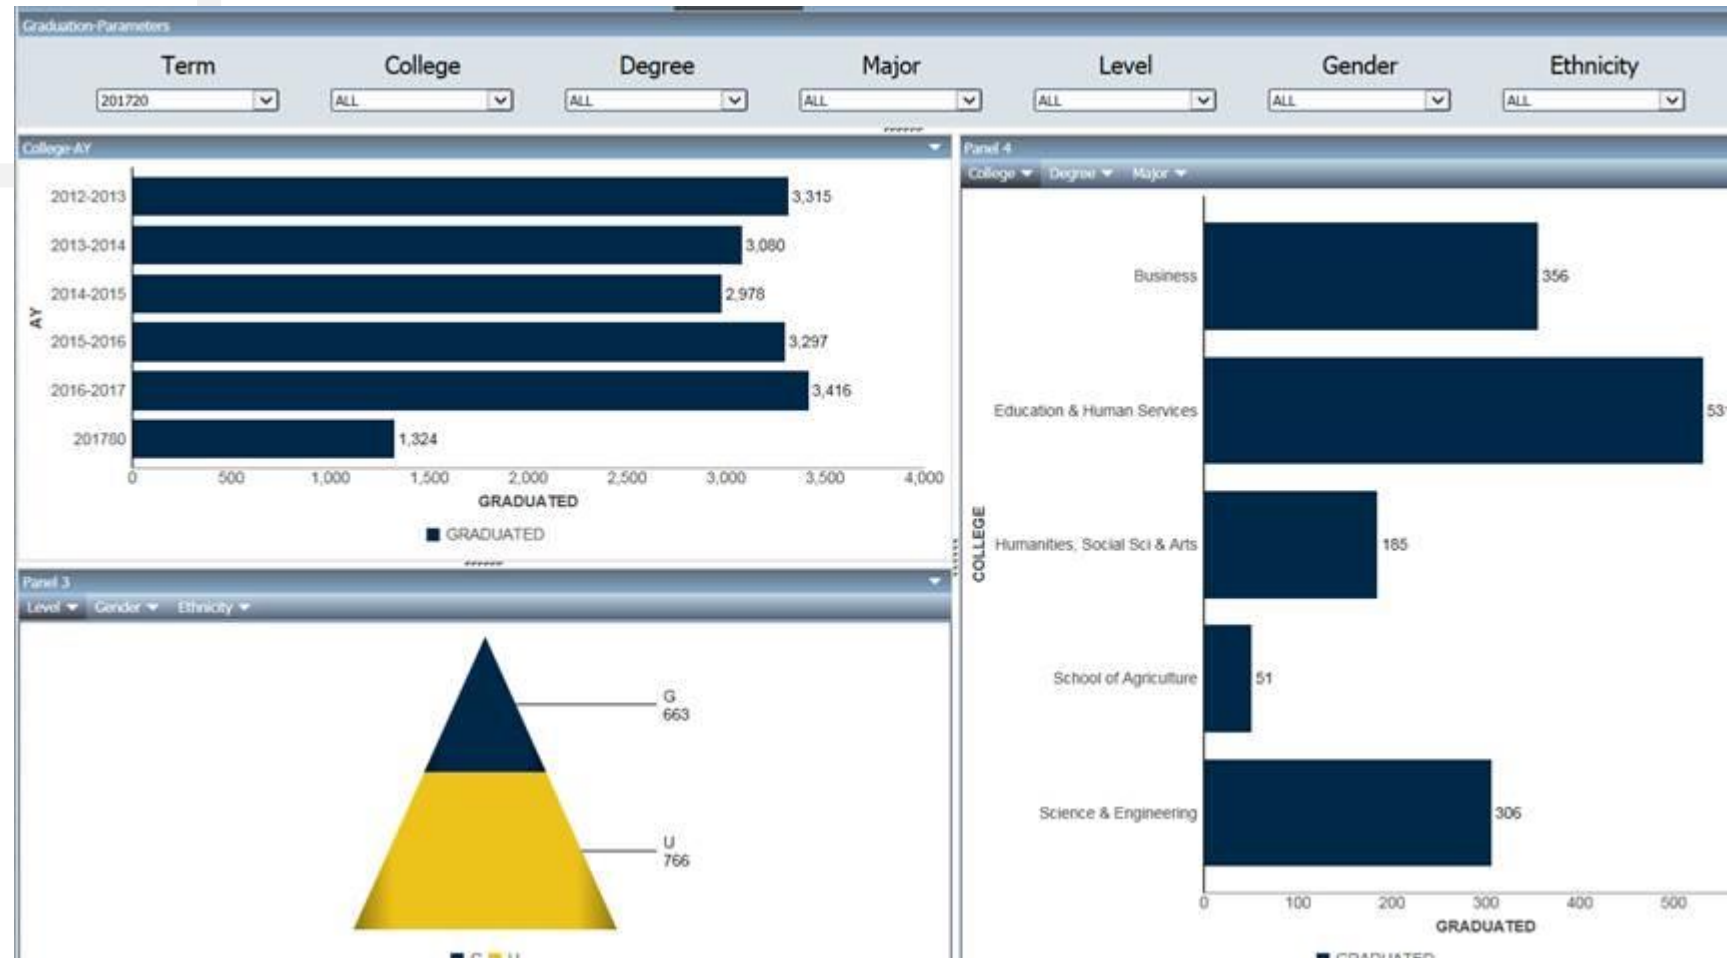 Graduation-Parameters
Term College Degree Major Level Gender Ethnicity
201720 ALL ALL ALL ALL ALL ALL
College-AY
AY
2012-2013 3,315
2013-2014 3,080
2014-2015 2,978
2015-2016 3,297
2016-2017 3,416
201780 1,324
0 500 1,000 1,500 2,000 2,500 3,000 3,500 4,000
GRADUATED
GRADUATED
Panel 3
Level Gender Ethnicity
G
663
U
766
G U
Panel 4
College Degree Major
COLLEGE
Business 356
Education & Human Services
Humanities, Social Sci & Arts 185
School of Agriculture 51
Science & Engineering 306
0 100 200 300 400 500
GRADUATED
GRADUATED